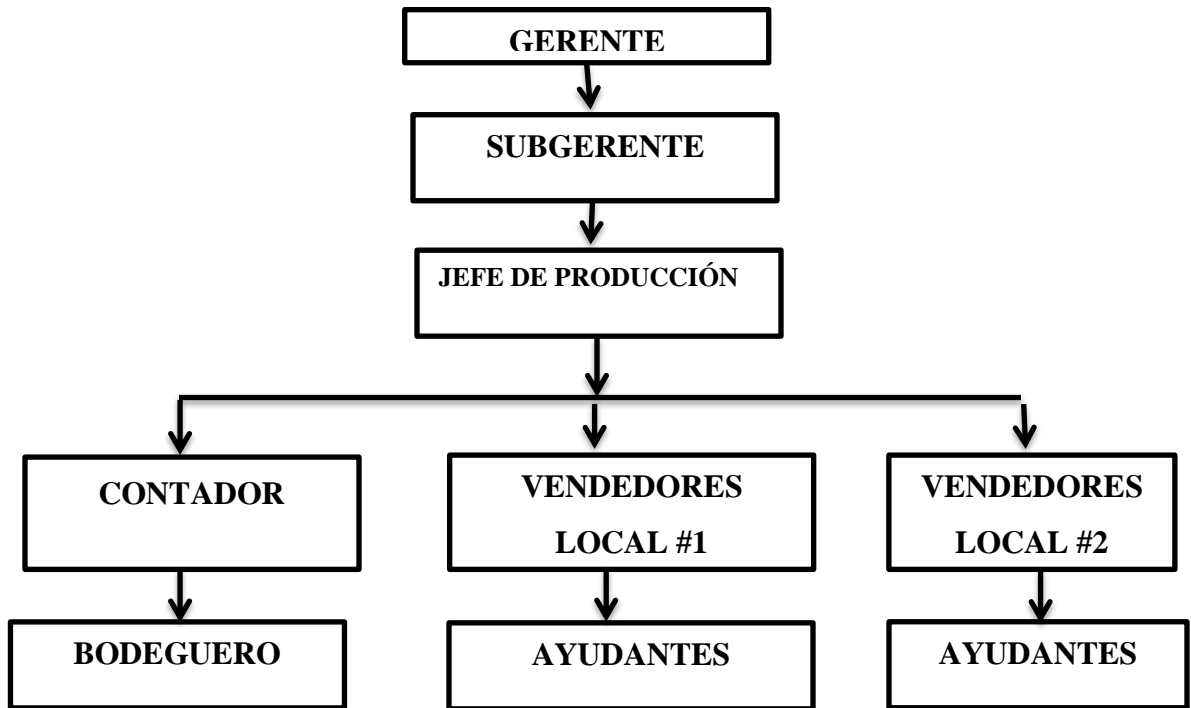 GERENTE
SUBGERENTE
JEFE DE PRODUCCIÓN
CONTADOR
VENDEDORES
LOCAL #1
VENDEDORES
LOCAL #2
BODEGUERO
AYUDANTES
AYUDANTES